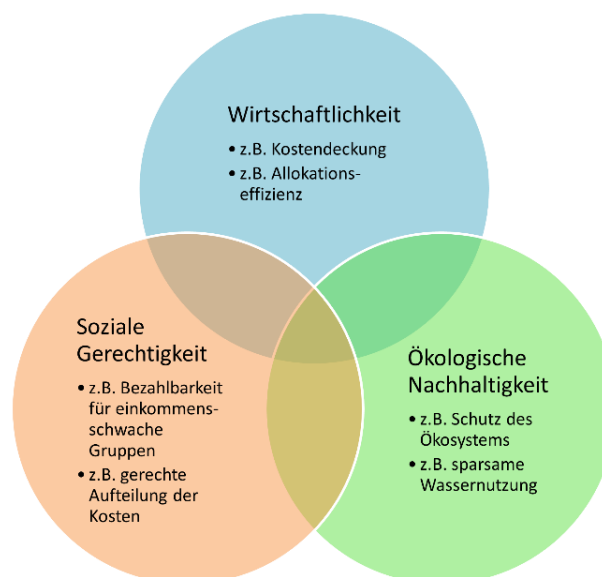 Wirtschaftlichkeit
• z.B. Kostendeckung
• z.B. Allokations-
effizienz
Soziale
Gerechtigkeit
• z.B. Bezahlbarkeit
für einkommens-
schwache
Gruppen
• z.B. gerechte
Aufteilung der
Kosten
Ökologische
Nachhaltigkeit
• z.B. Schutz des
Ökosystems
• z.B. sparsame
Wassernutzung